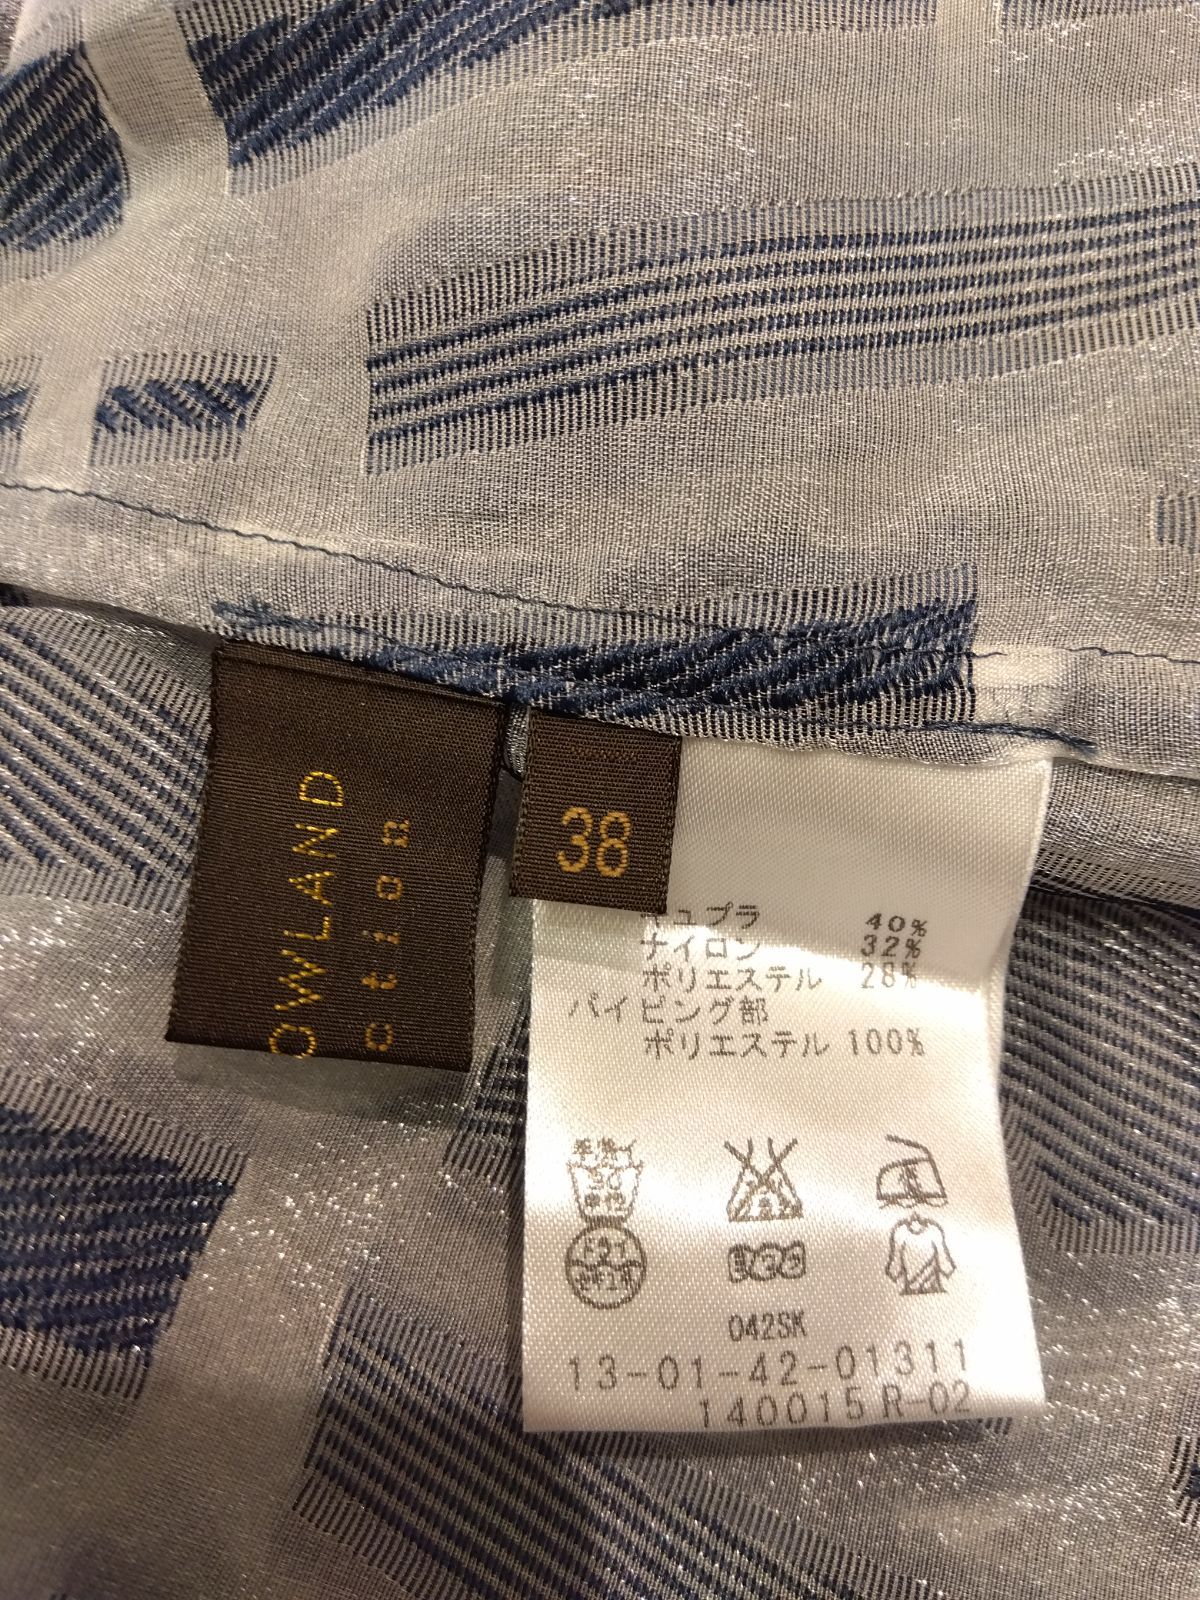 OWLAND
ction
38
キュプラ 40%
ナイロン 32%
ポリエステル 28%
パイピング部
ポリエステル 100%
042SK
13-01-42-01311
140015 R-02